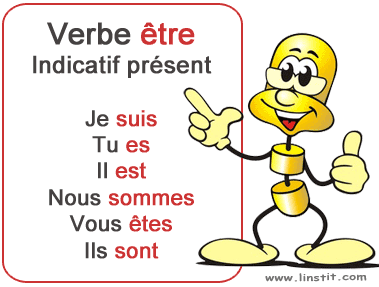 Verbe être
Indicatif présent
Je suis
Tu es
Il est
Nous sommes
Vous êtes
Ils sont
www.linstit.com